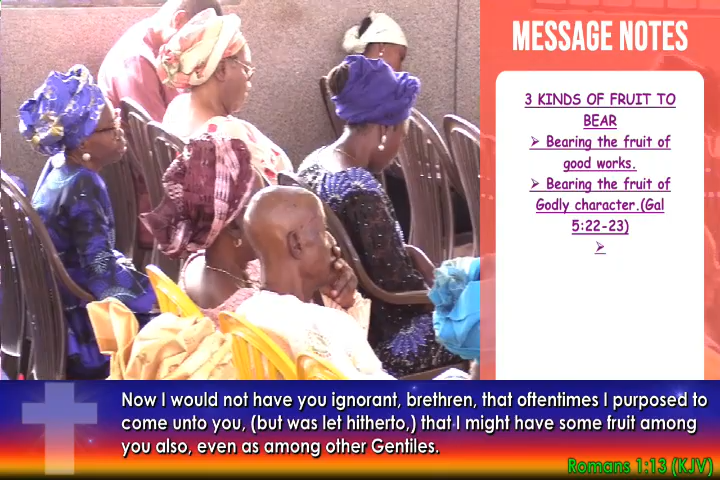 MESSAGE NOTES
3 KINDS OF FRUIT TO
BEAR
➢ Bearing the fruit of
good works.
➢ Bearing the fruit of
Godly character.(Gal
5:22-23)
➢
Now I would not have you ignorant, brethren, that oftentimes I purposed to
come unto you, (but was let hitherto,) that I might have some fruit among
you also, even as among other Gentiles.
Romans 1:13 (KJV)